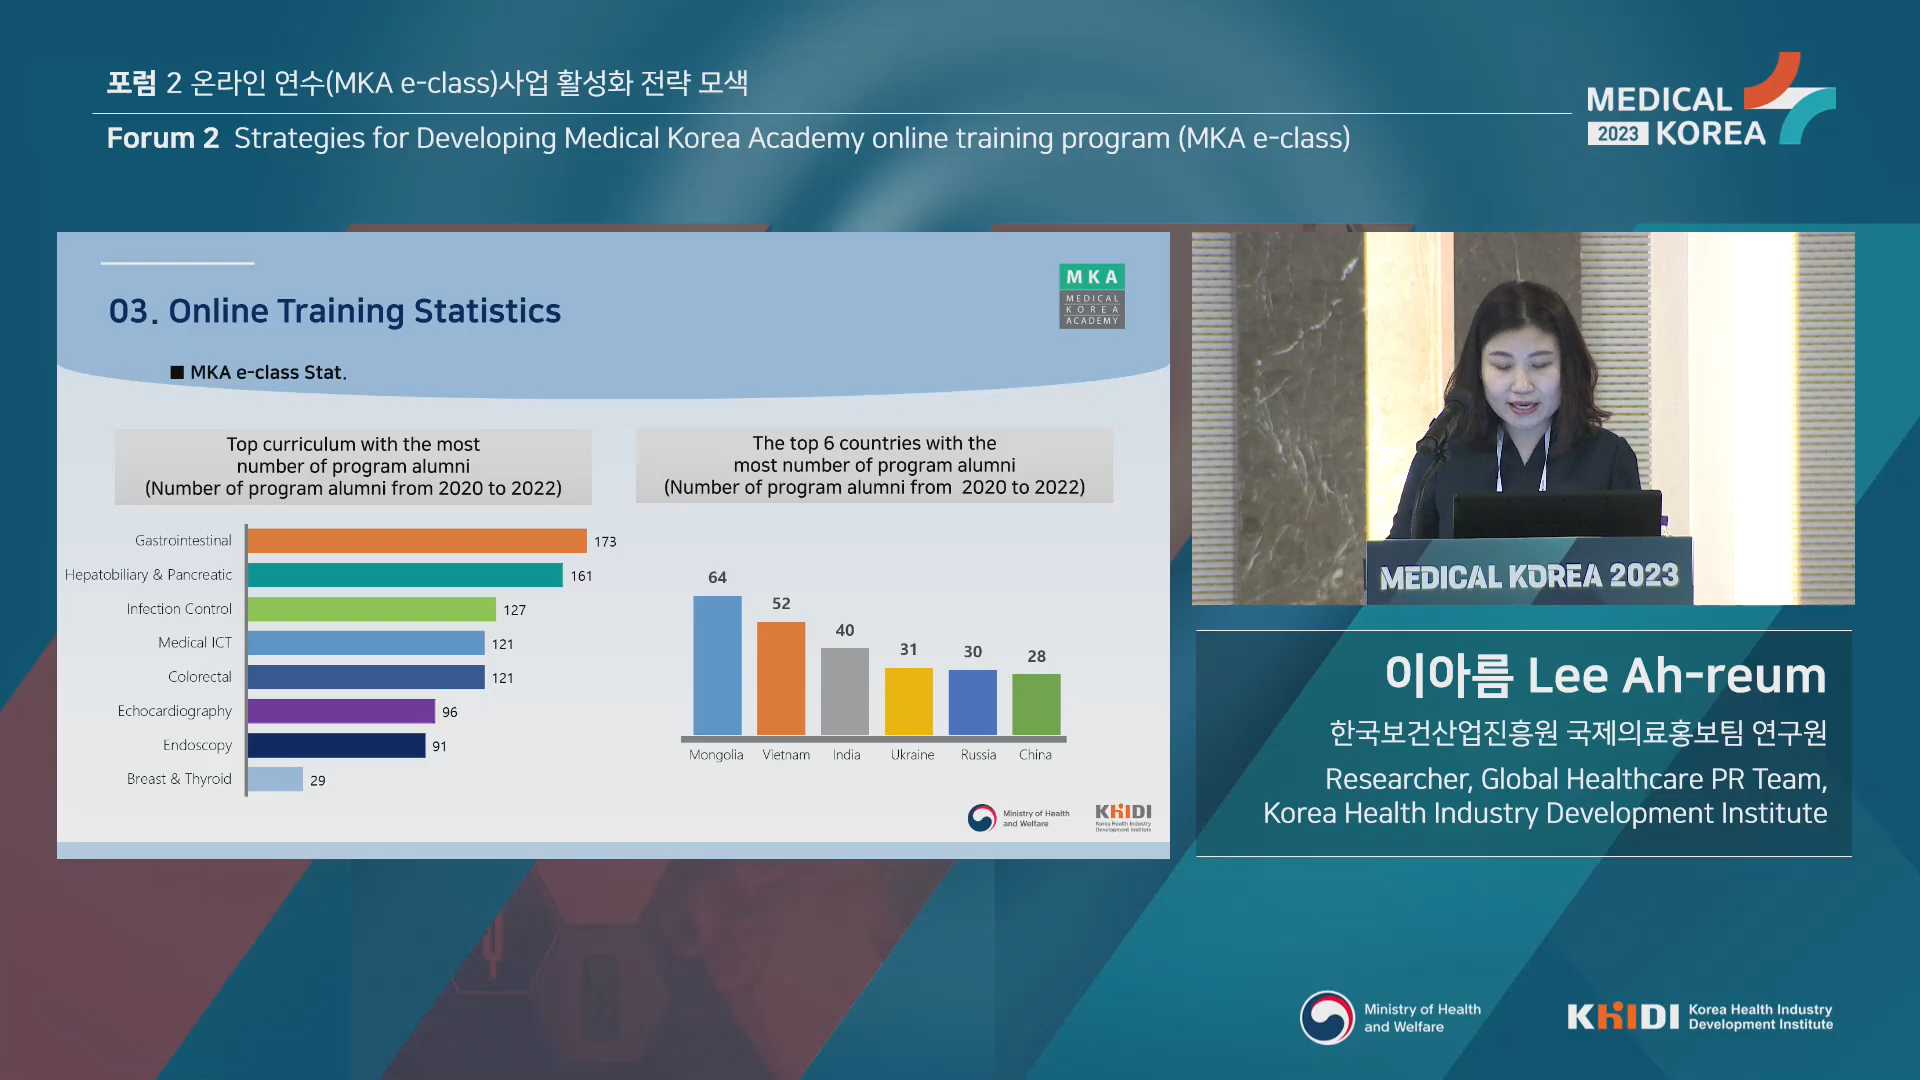 포럼 2 온라인 연수(MKA e-class)사업 활성화 전략 모색
Forum 2 Strategies for Developing Medical Korea Academy online training program (MKA e-class)
MEDICAL
2023 KOREA
03. Online Training Statistics
MKA
MEDICAL
KOREA
ACADEMY
■ MKA e-class Stat.
Top curriculum with the most
number of program alumni
(Number of program alumni from 2020 to 2022)
Gastrointestinal 173
Hepatobiliary & Pancreatic 161
Infection Control 127
Medical ICT 121
Colorectal 121
Echocardiography 96
Endoscopy 91
Breast & Thyroid 29
The top 6 countries with the
most number of program alumni
(Number of program alumni from 2020 to 2022)
64 52 40 31 30 28
Mongolia Vietnam India Ukraine Russia China
Ministry of Health
and Welfare
KHIDI
Korea Health Industry
Development Institute
MEDICAL KOREA 2023
이아름 Lee Ah-reum
한국보건산업진흥원 국제의료홍보팀 연구원
Researcher, Global Healthcare PR Team,
Korea Health Industry Development Institute
Ministry of Health
and Welfare
KHIDI
Korea Health Industry
Development Institute